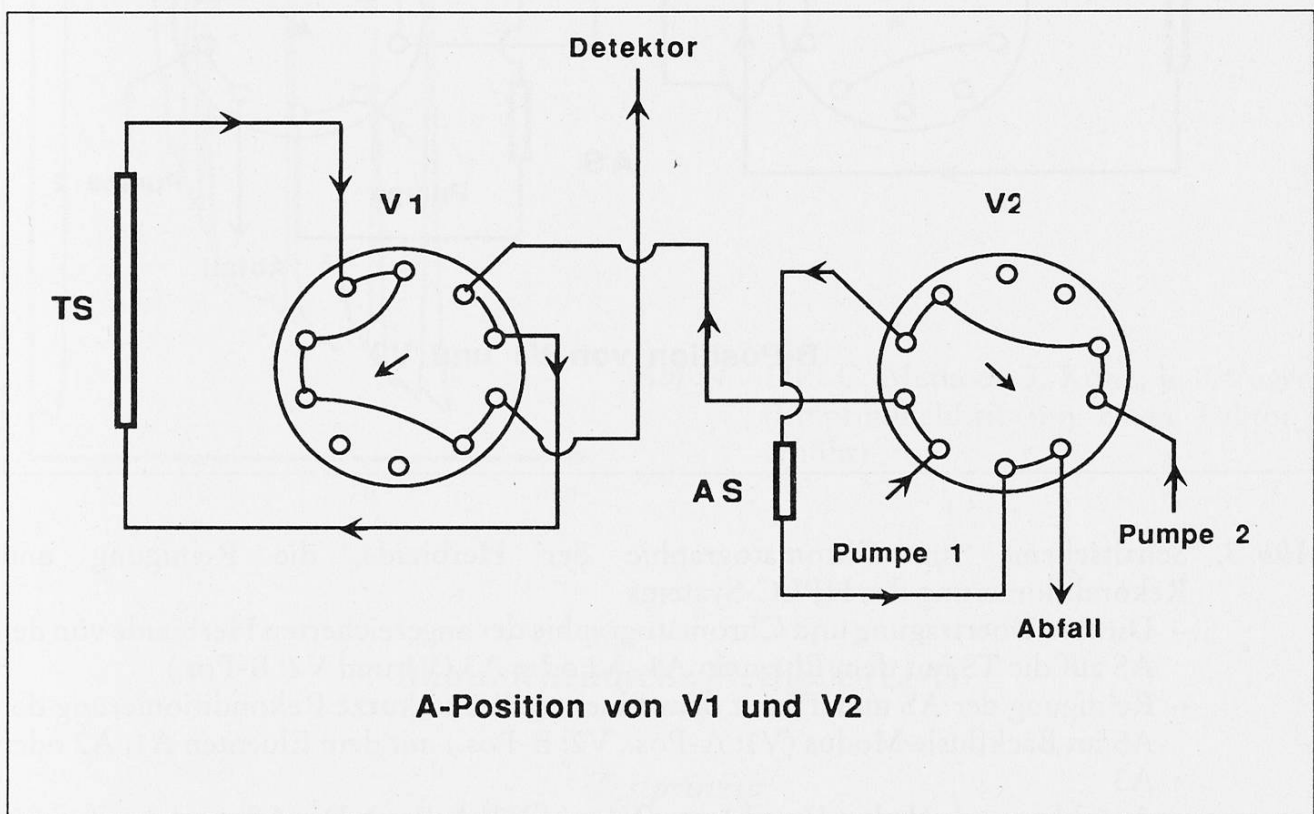 Detektor
V1
V2
TS
AS
Pumpe 1
Pumpe 2
Abfall
A-Position von V1 und V2